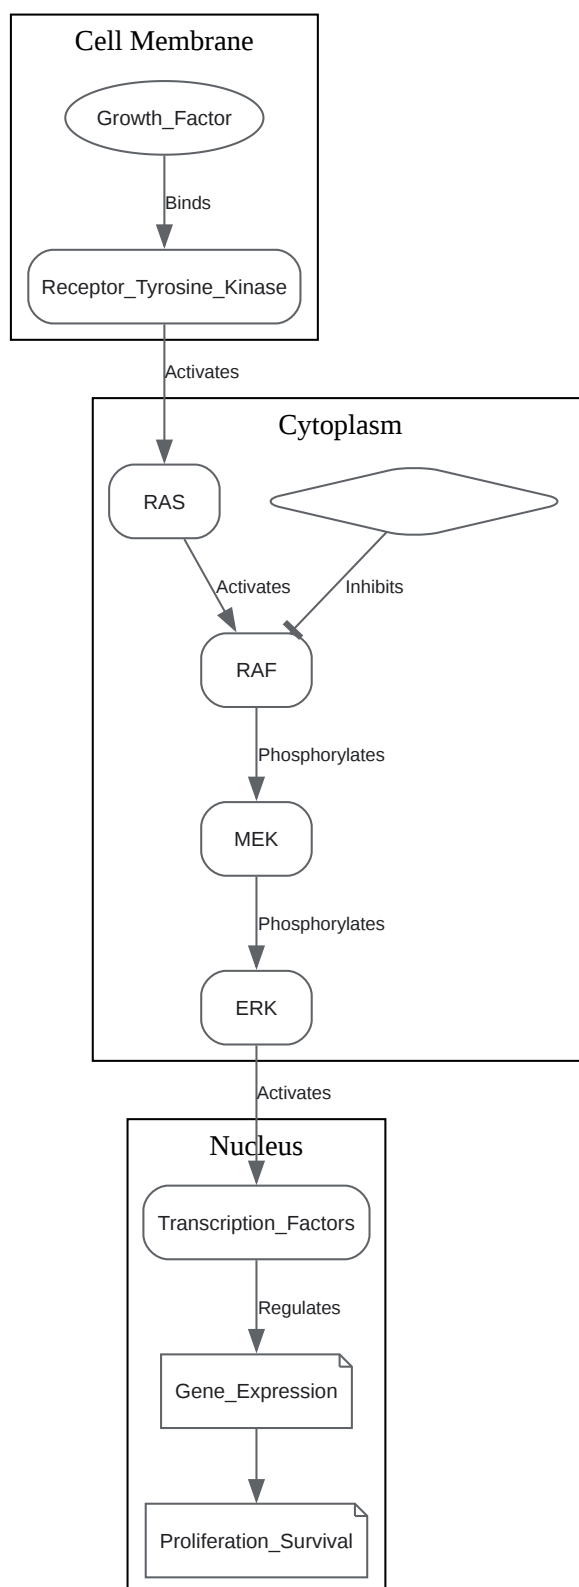 Cell Membrane
Growth_Factor
Binds
Receptor_Tyrosine_Kinase
Activates
Cytoplasm
RAS
Activates
Inhibits
RAF
Phosphorylates
MEK
Phosphorylates
ERK
Activates
Nucleus
Transcription_Factors
Regulates
Gene_Expression
Proliferation_Survival